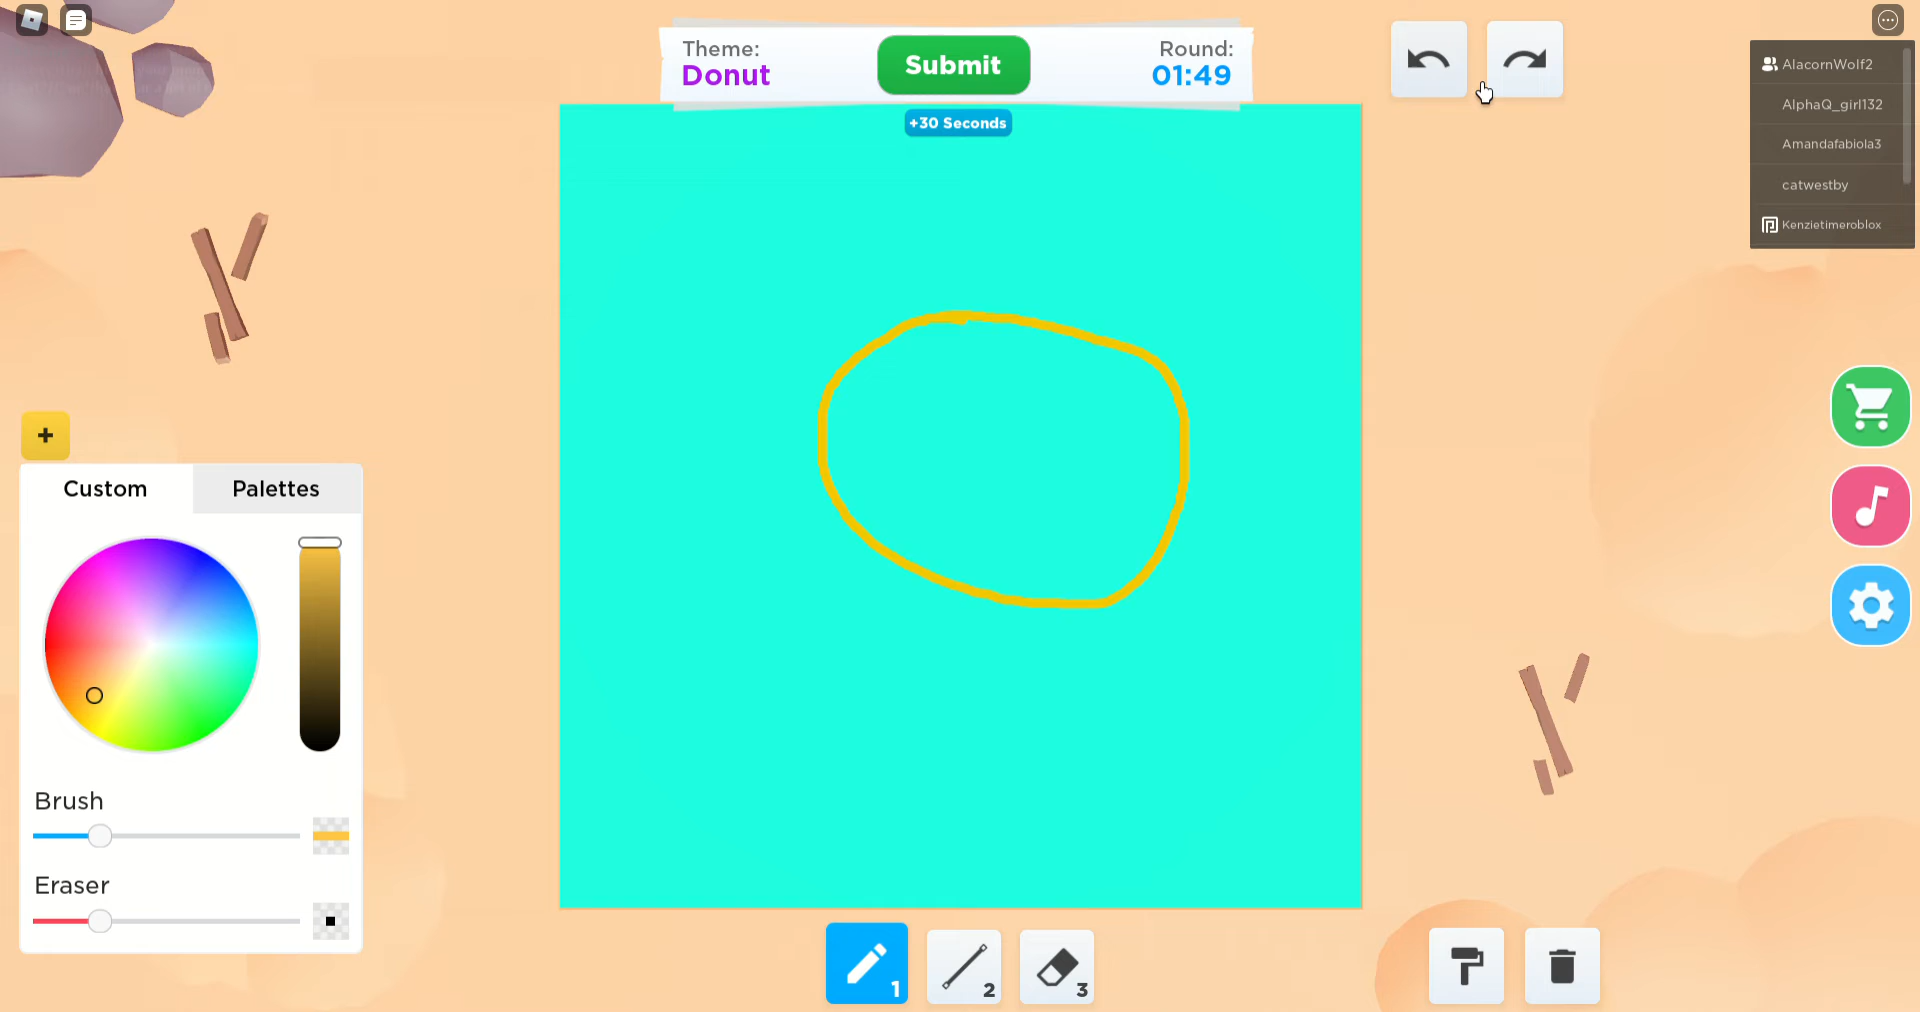 Theme:
Donut
Submit
Round:
01:49
+30 Seconds
AlacornWolf2
AlphaQ_girl132
Amandafabiola3
catwestby
Kenzietimeroblox
+
Custom
Palettes
Brush
Eraser
1
2
3